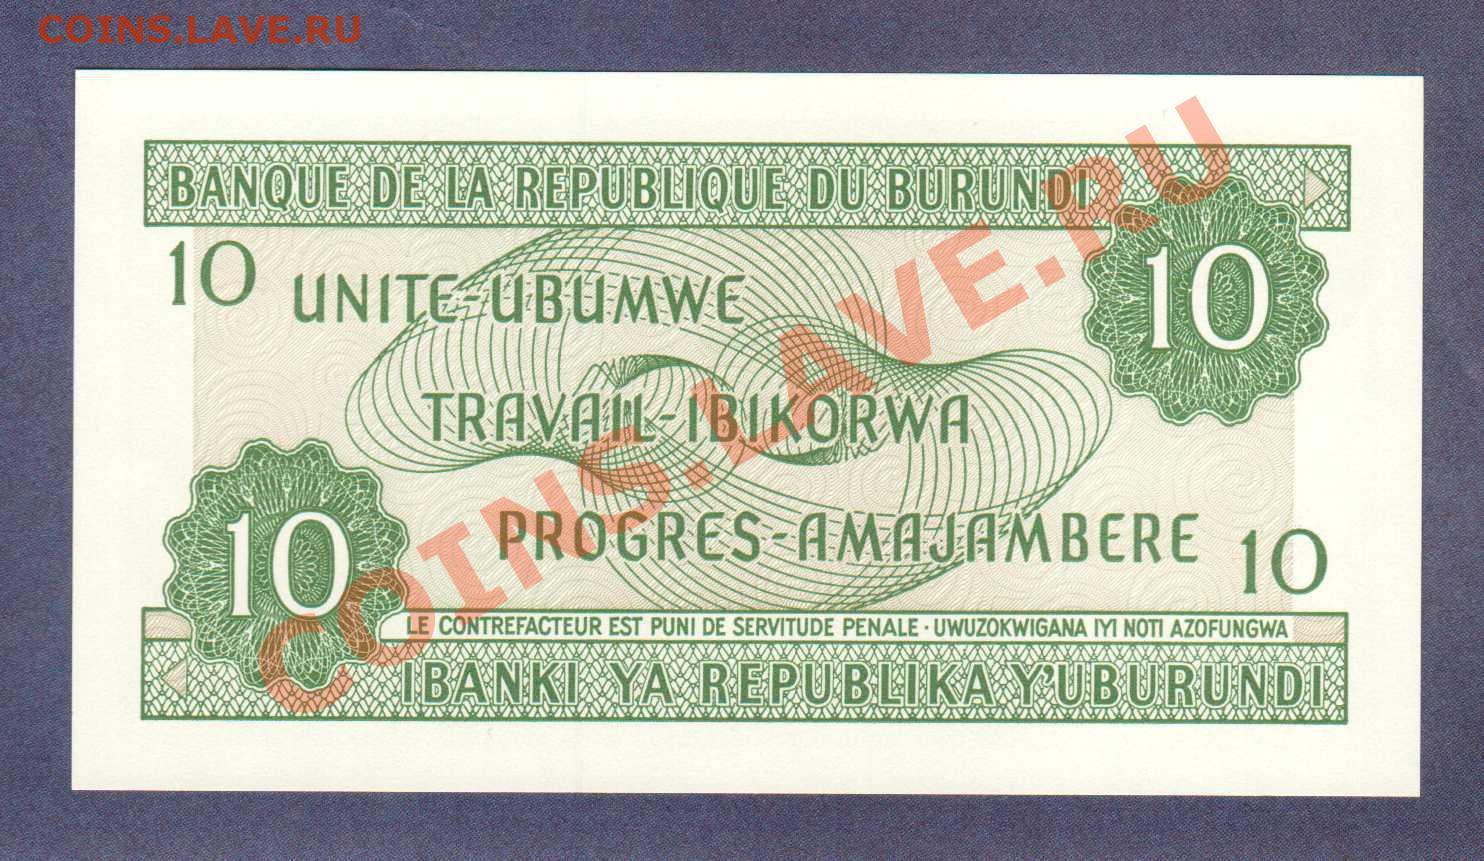 COINS.LAVE.RU
BANQUE DE LA REPUBLIQUE DU BURUNDI
10
10
UNITE-UBUMWE
TRAVAIL-IBIKORWA
PROGRES-AMAJAMBERE
10
10
LE CONTREFACTEUR EST PUNI DE SERVITUDE PENALE · UWUZOKWIGANA IYI NOTI AZOFUNGWA
IBANKI YA REPUBLIKA Y'UBURUNDI
COINS.LAVE.RU